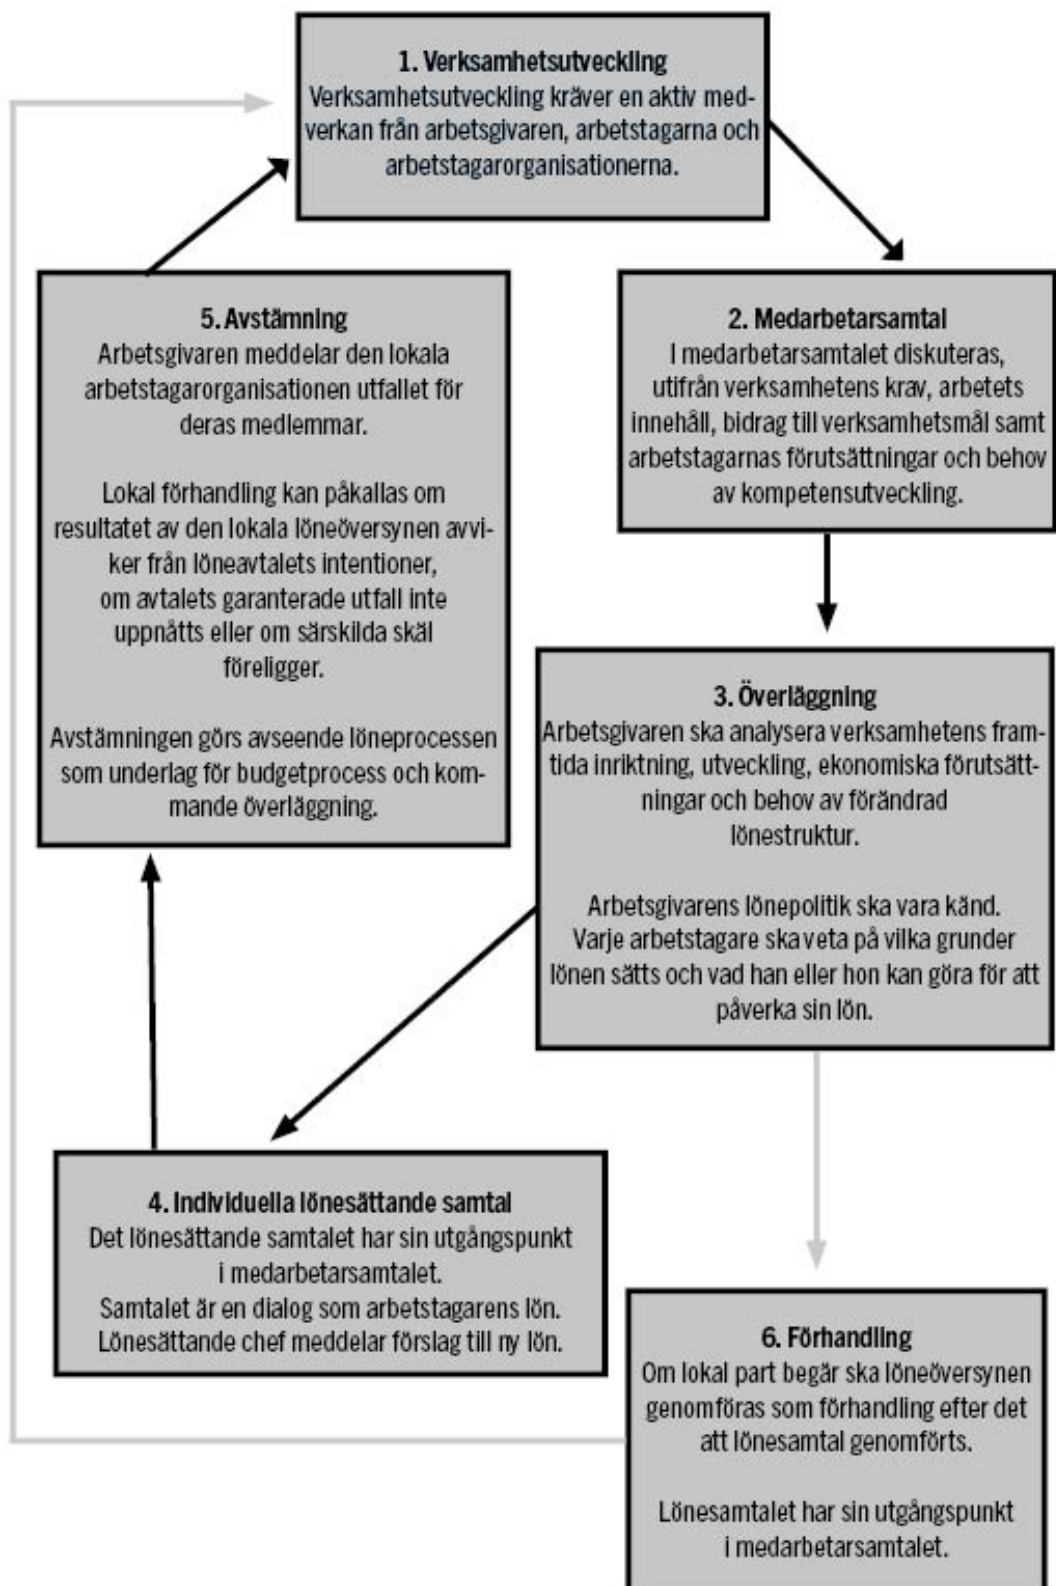 1. Verksamhetsutveckling
Verksamhetsutveckling kräver en aktiv med-
verkan från arbetsgivaren, arbetstagarna och
arbetstagarorganisationerna.
2. Medarbetarsamtal
I medarbetarsamtalet diskuteras,
utifrån verksamhetens krav, arbetets
innehåll, bidrag till verksamhetsmål samt
arbetstagarnas förutsättningar och behov
av kompetensutveckling.
3. Överläggning
Arbetsgivaren ska analysera verksamhetens fram-
tida inriktning, utveckling, ekonomiska förutsätt-
ningar och behov av förändrad
lönestruktur.
Arbetsgivarens lönepolitik ska vara känd.
Varje arbetstagare ska veta på vilka grunder
lönen sätts och vad han eller hon kan göra för att
påverka sin lön.
4. Individuella lönesättande samtal
Det lönesättande samtalet har sin utgångspunkt
i medarbetarsamtalet.
Samtalet är en dialog som arbetstagarens lön.
Lönesättande chef meddelar förslag till ny lön.
5. Avstämning
Arbetsgivaren meddelar den lokala
arbetstagarorganisationen utfallet för
deras medlemmar.
Lokal förhandling kan påkallas om
resultatet av den lokala löneöversynen avvi-
ker från löneavtalets intentioner,
om avtalets garanterade utfall inte
uppnåtts eller om särskilda skäl
föreligger.
Avstämningen görs avseende löneprocessen
som underlag för budgetprocess och kom-
mande överläggning.
6. Förhandling
Om lokal part begär ska löneöversynen
genomföras som förhandling efter det
att lönesamtal genomförts.
Lönesamtalet har sin utgångspunkt
i medarbetarsamtalet.